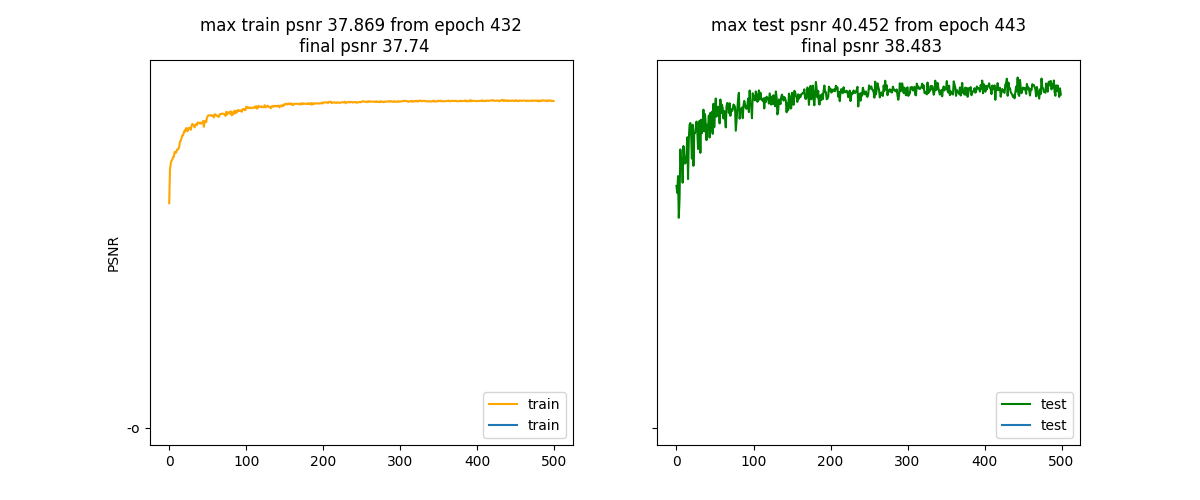 max train psnr 37.869 from epoch 432
final psnr 37.74
max test psnr 40.452 from epoch 443
final psnr 38.483
PSNR
-o
train
train
0 100 200 300 400 500
test
test
0 100 200 300 400 500